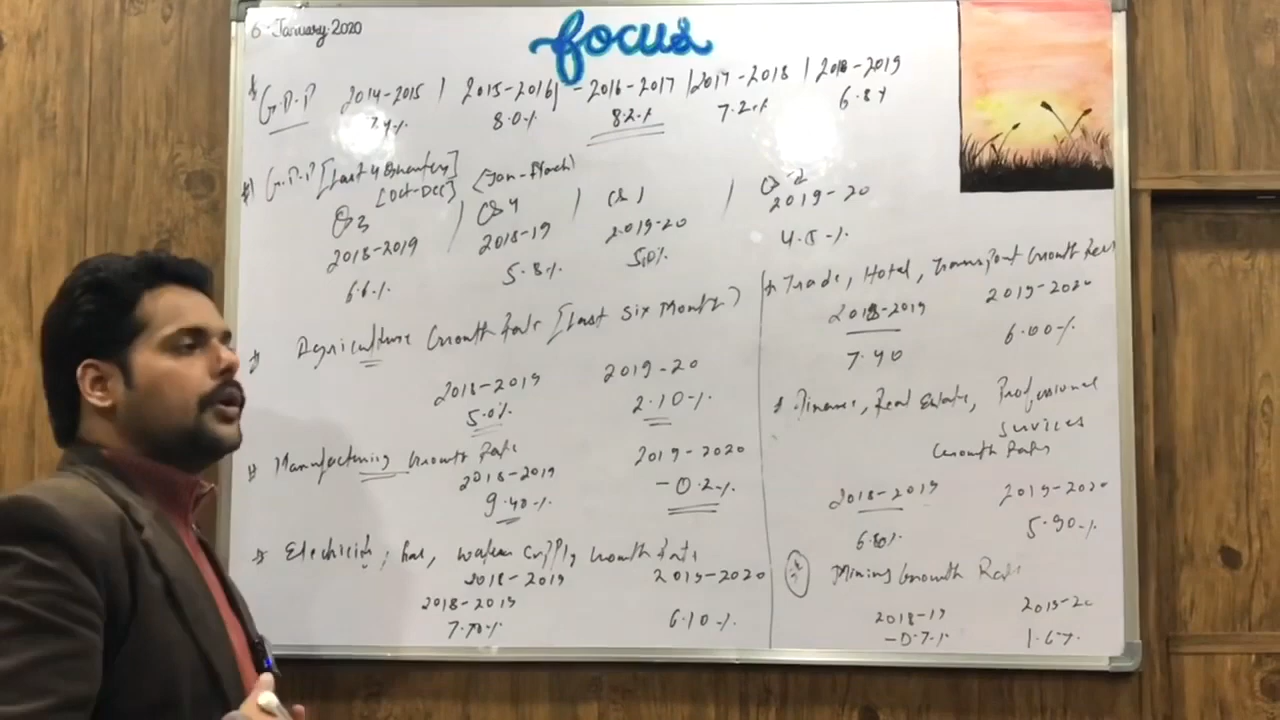 6 - January - 2020
focus
G.D.P 2014-2015 | 2015-2016 | - 2016-2017 | 2017-2018 | 2018-2019
7.4% 8.0% 8.2% 7.2% 6.8%
G.D.P [Last 4 Quarters]
[Oct-Dec] (Jan-March)
Q3 | Q4 | Q1 | Q2
2018-2019 2018-19 2019-20 2019-20
6.6% 5.8% 5.0% 4.5%
Agriculture Growth Rate [Last Six Months]
2018-2019 2019-20
5.0% 2.10%
Manufacturing Growth Rate
2018-2019 2019-2020
9.40% -0.2%
Electricity, Gas, Water Supply Growth Rate
2018-2019 2019-2020
2018-2019
7.70% 6.10%
Trade, Hotel, Transport Growth Rate
2018-2019 2019-2020
7.40 6.00%
Finance, Real Estate, Professional
Services
Growth Rate
2018-2019 2019-2020
6.80% 5.90%
Mining Growth Rate
2018-19 2019-20
-0.7% 1.6%